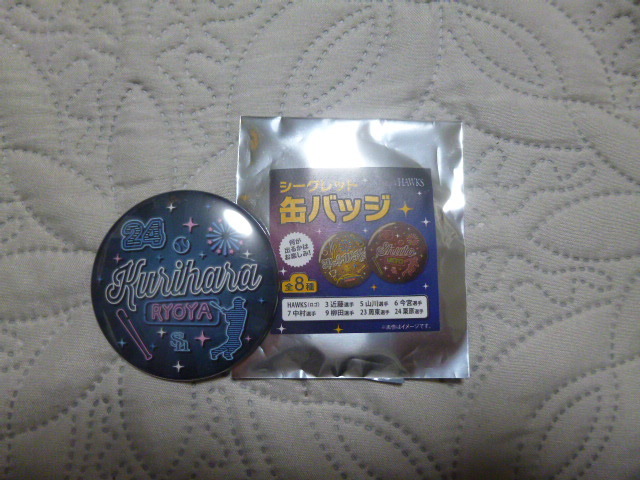 24
Kurihara
RYOYA
SH
シークレット
HAWKS
缶バッジ
何が
出るかは
お楽しみ!
全8種
HAWKS(ロゴ) 3 近藤選手 5 山川選手 6 今宮選手
7 中村選手 9 柳田選手 23 周東選手 24 栗原選手
※画像はイメージです。